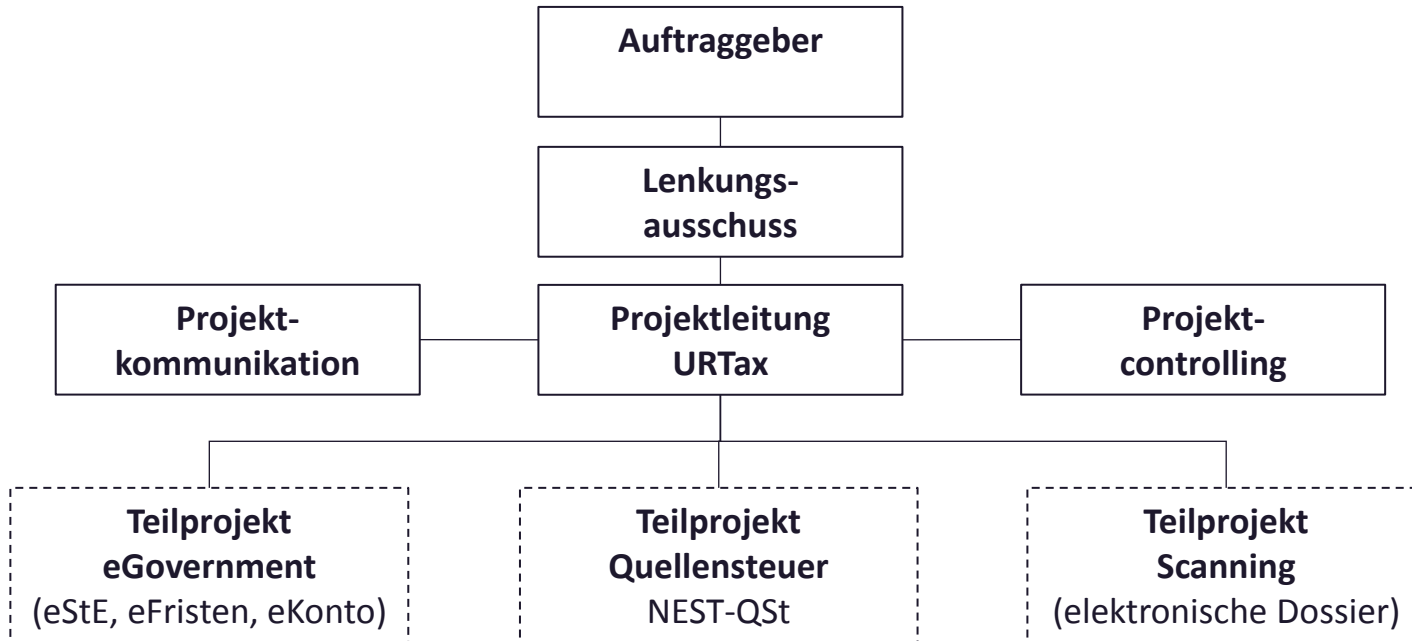 Auftraggeber
Lenkungs-
ausschuss
Projekt-
kommunikation
Projektleitung
URTax
Projekt-
controlling
Teilprojekt
eGovernment
(eStE, eFristen, eKonto)
Teilprojekt
Quellensteuer
NEST-QSt
Teilprojekt
Scanning
(elektronische Dossier)